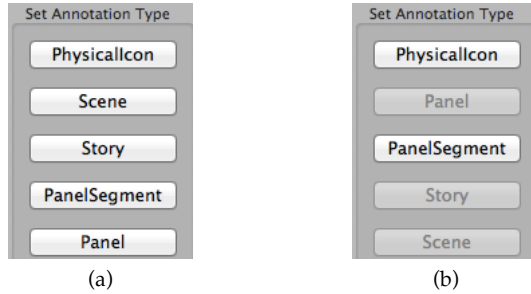 Set Annotation Type
PhysicalIcon
Scene
Story
PanelSegment
Panel
(a)
Set Annotation Type
PhysicalIcon
Panel
PanelSegment
Story
Scene
(b)